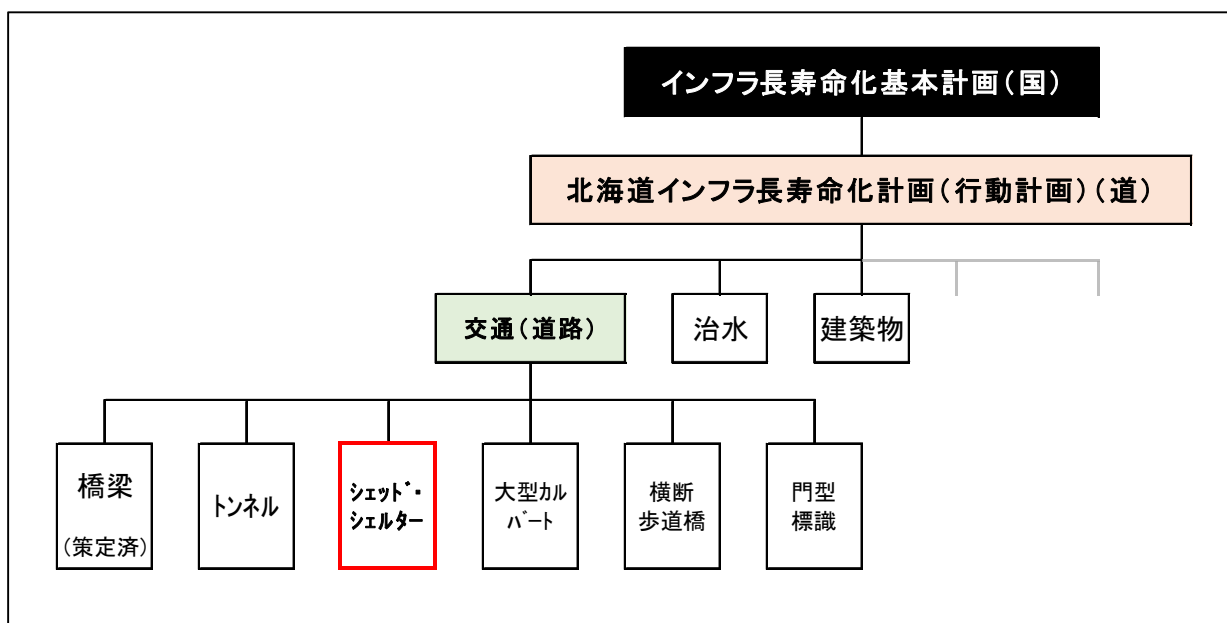 インフラ長寿命化基本計画(国)
北海道インフラ長寿命化計画(行動計画)(道)
交通(道路)
治水
建築物
橋梁
(策定済)
トンネル
シェッド・
シェルター
大型カル
バート
横断
歩道橋
門型
標識